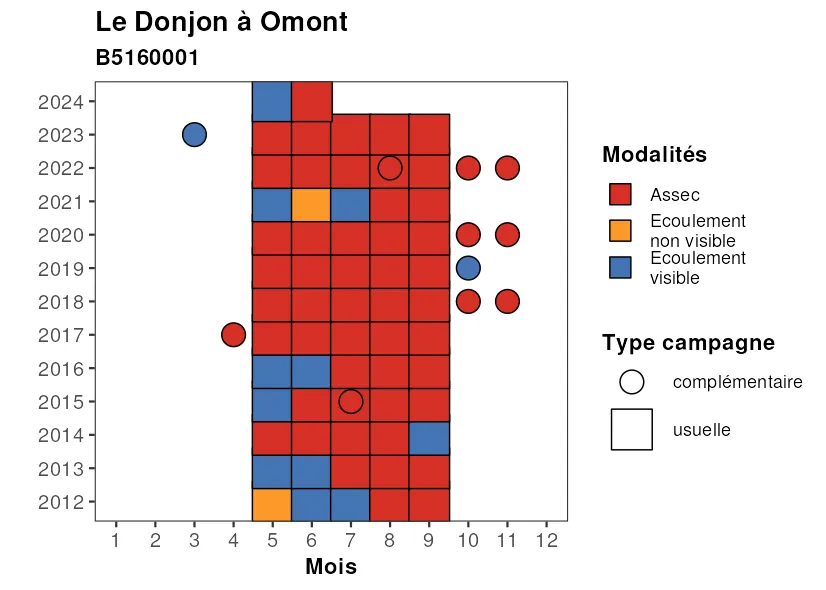 Le Donjon à Omont
B5160001
2024
2023
2022
2021
2020
2019
2018
2017
2016
2015
2014
2013
2012
1 2 3 4 5 6 7 8 9 10 11 12
Mois
Modalités
Assec
Ecoulement
non visible
Ecoulement
visible
Type campagne
complémentaire
usuelle